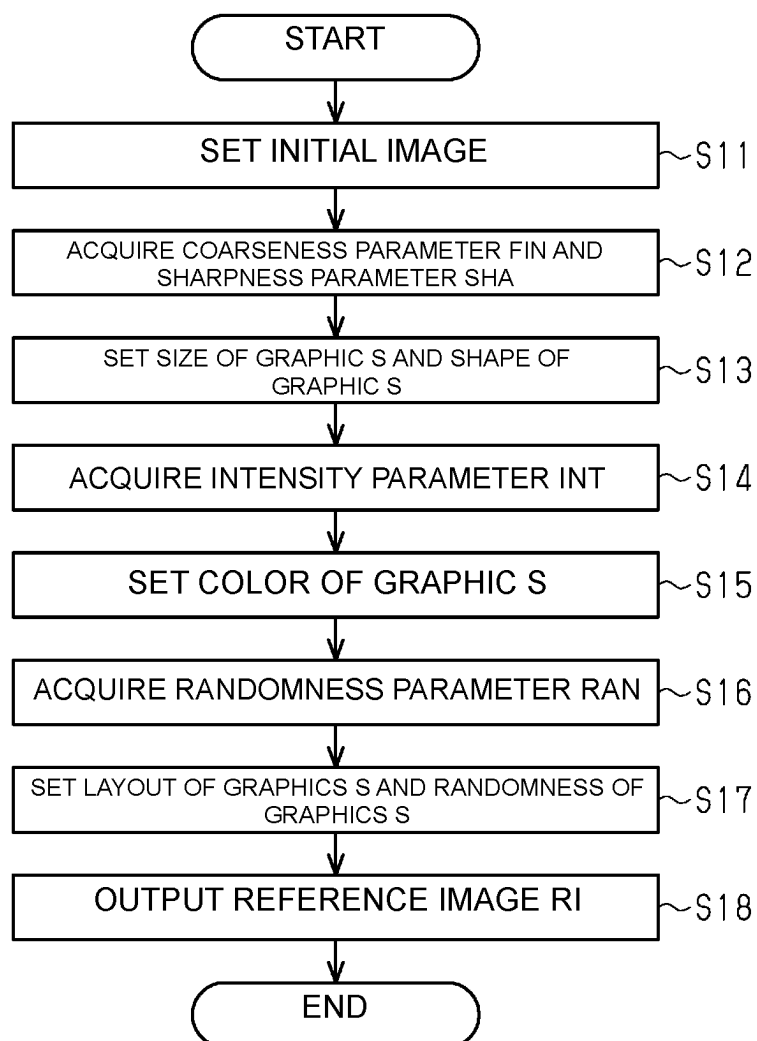 START
SET INITIAL IMAGE
S11
ACQUIRE COARSENESS PARAMETER FIN AND
SHARPNESS PARAMETER SHA
S12
SET SIZE OF GRAPHIC S AND SHAPE OF
GRAPHIC S
S13
ACQUIRE INTENSITY PARAMETER INT
S14
SET COLOR OF GRAPHIC S
S15
ACQUIRE RANDOMNESS PARAMETER RAN
S16
SET LAYOUT OF GRAPHICS S AND RANDOMNESS OF
GRAPHICS S
S17
OUTPUT REFERENCE IMAGE RI
S18
END